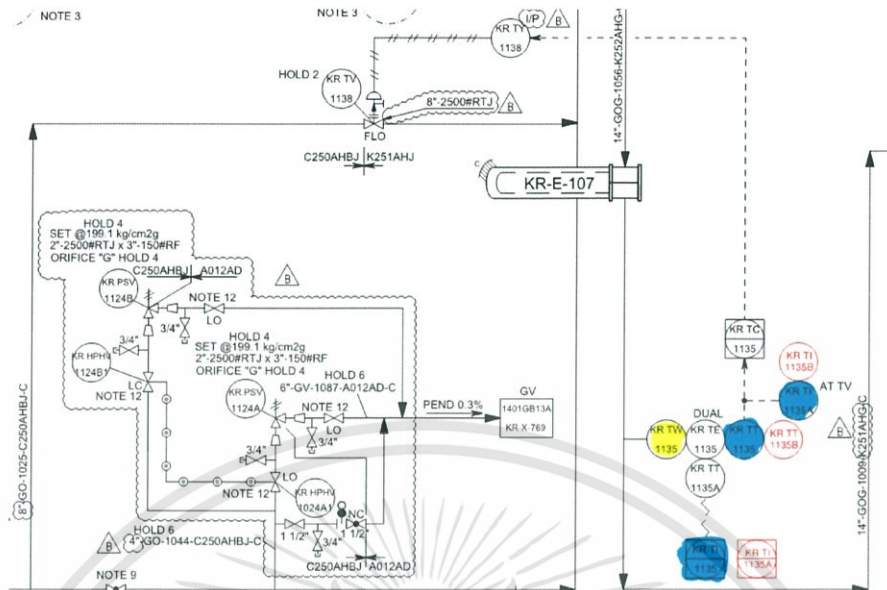 NOTE 3
NOTE 3
I/P
B
KR TY
1138
HOLD 2
KR TV
1138
8"-2500#RTJ
B
FLO
C250AHBJ
K251AHJ
14"-GOG-1056-K252AHG-
C
KR-E-107
HOLD 4
SET @199.1 kg/cm2g
2"-2500#RTJ x 3"-150#RF
ORIFICE "G" HOLD 4
C250AHBJ
A012AD
B
KR PSV
1124B
NOTE 12
LO
3/4"
3/4"
KR HPHV
1124B1
LC
NOTE 12
HOLD 4
SET @199.1 kg/cm2g
2"-2500#RTJ x 3"-150#RF
ORIFICE "G" HOLD 4
HOLD 6
6"-GV-1087-A012AD-C
KR PSV
1124A
NOTE 12
LO
PEND 0.3%
GV
1401GB13A
KR-X-769
3/4"
3/4"
LO
NOTE 12
KR HPHV
1024A1
NC
1 1/2"
1 1/2"
3/4"
C250AHBJ
A012AD
HOLD 6
4"-GO-1044-C250AHBJ-C
B
NOTE 9
8"-GO-1025-C250AHBJ-C
KR TC
1135
KR TI
1135B
KR TI
1135A
AT TV
DUAL
KR TW
1135
KR TE
1135
KR TT
1135
KR TT
1135B
KR TT
1135A
KR TI
1135
KR TI
1135A
B
14"-GOG-1009-K251AHG-C